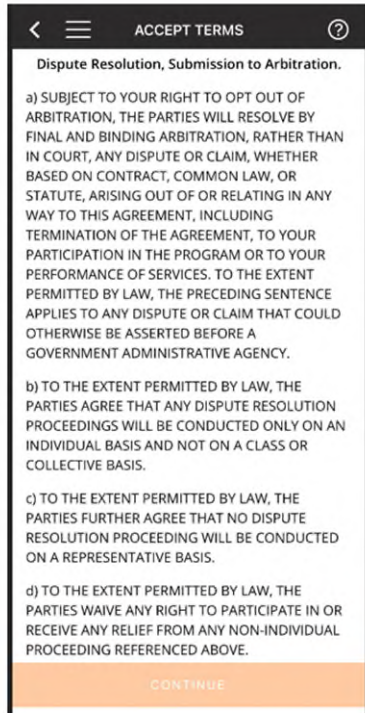 ACCEPT TERMS
Dispute Resolution, Submission to Arbitration.
a) SUBJECT TO YOUR RIGHT TO OPT OUT OF
ARBITRATION, THE PARTIES WILL RESOLVE BY
FINAL AND BINDING ARBITRATION, RATHER THAN
IN COURT, ANY DISPUTE OR CLAIM, WHETHER
BASED ON CONTRACT, COMMON LAW, OR
STATUTE, ARISING OUT OF OR RELATING IN ANY
WAY TO THIS AGREEMENT, INCLUDING
TERMINATION OF THE AGREEMENT, TO YOUR
PARTICIPATION IN THE PROGRAM OR TO YOUR
PERFORMANCE OF SERVICES. TO THE EXTENT
PERMITTED BY LAW, THE PRECEDING SENTENCE
APPLIES TO ANY DISPUTE OR CLAIM THAT COULD
OTHERWISE BE ASSERTED BEFORE A
GOVERNMENT ADMINISTRATIVE AGENCY.
b) TO THE EXTENT PERMITTED BY LAW, THE
PARTIES AGREE THAT ANY DISPUTE RESOLUTION
PROCEEDINGS WILL BE CONDUCTED ONLY ON AN
INDIVIDUAL BASIS AND NOT ON A CLASS OR
COLLECTIVE BASIS.
c) TO THE EXTENT PERMITTED BY LAW, THE
PARTIES FURTHER AGREE THAT NO DISPUTE
RESOLUTION PROCEEDING WILL BE CONDUCTED
ON A REPRESENTATIVE BASIS.
d) TO THE EXTENT PERMITTED BY LAW, THE
PARTIES WAIVE ANY RIGHT TO PARTICIPATE IN OR
RECEIVE ANY RELIEF FROM ANY NON-INDIVIDUAL
PROCEEDING REFERENCED ABOVE.
CONTINUE